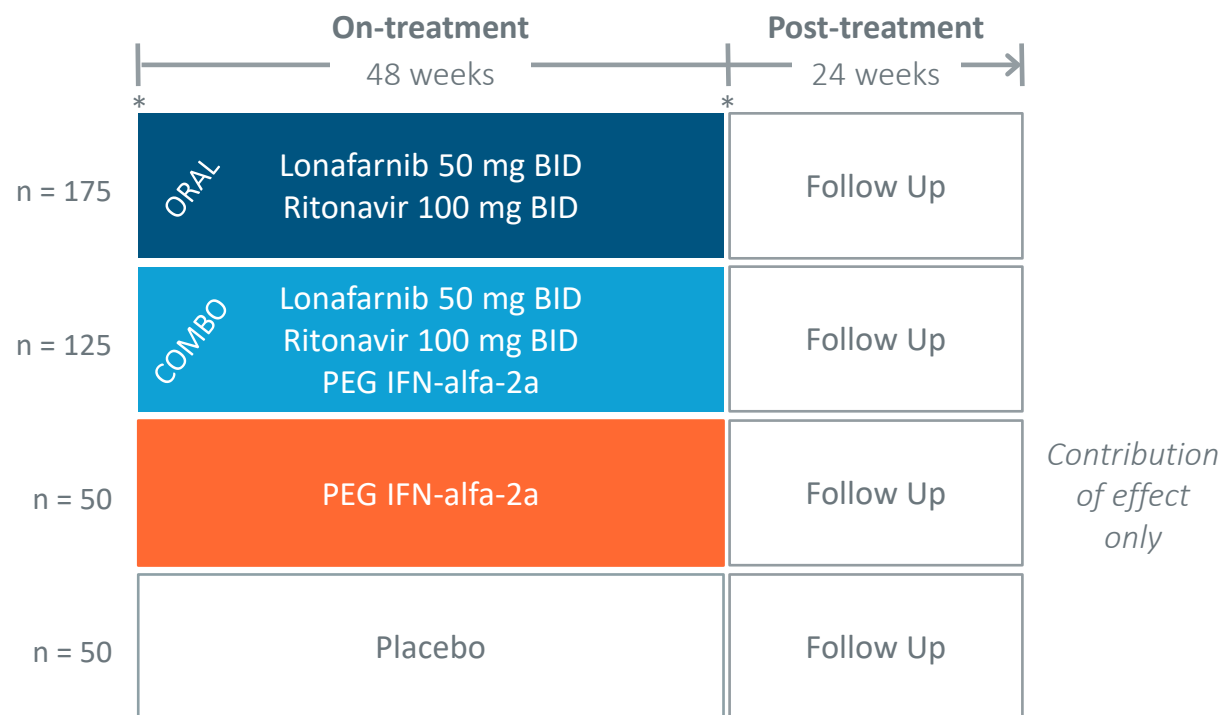 On-treatment
Post-treatment
48 weeks
24 weeks
*
*
n = 175
ORAL
Lonafarnib 50 mg BID
Ritonavir 100 mg BID
Follow Up
n = 125
COMBO
Lonafarnib 50 mg BID
Ritonavir 100 mg BID
PEG IFN-alfa-2a
Follow Up
n = 50
PEG IFN-alfa-2a
Follow Up
Contribution
of effect
only
n = 50
Placebo
Follow Up